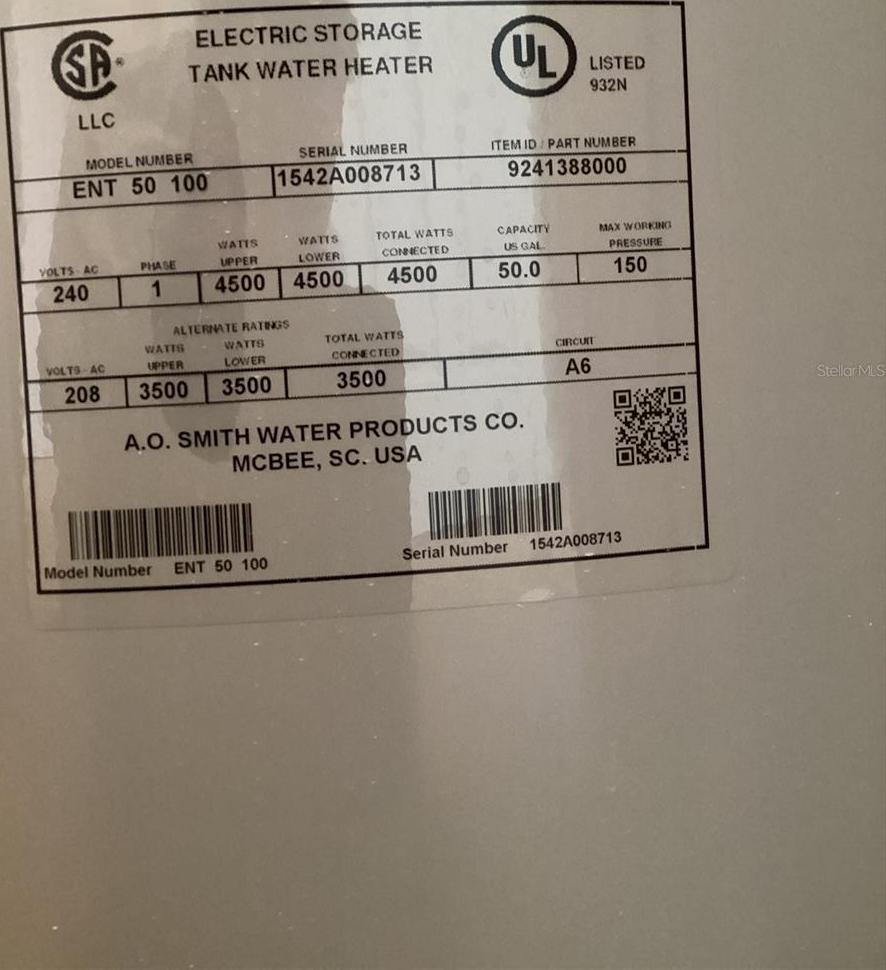 SA®
LLC
ELECTRIC STORAGE
TANK WATER HEATER
UL
LISTED
932N
MODEL NUMBER SERIAL NUMBER ITEM ID / PART NUMBER
ENT 50 100 1542A008713 9241388000
VOLTS - AC PHASE WATTS UPPER WATTS LOWER TOTAL WATTS CONNECTED CAPACITY US GAL. MAX WORKING PRESSURE
240 1 4500 4500 4500 50.0 150
ALTERNATE RATINGS
VOLTS - AC WATTS UPPER WATTS LOWER TOTAL WATTS CONNECTED CIRCUIT
208 3500 3500 3500 A6
A.O. SMITH WATER PRODUCTS CO.
MCBEE, SC. USA
Model Number ENT 50 100
Serial Number 1542A008713
Stellar MLS